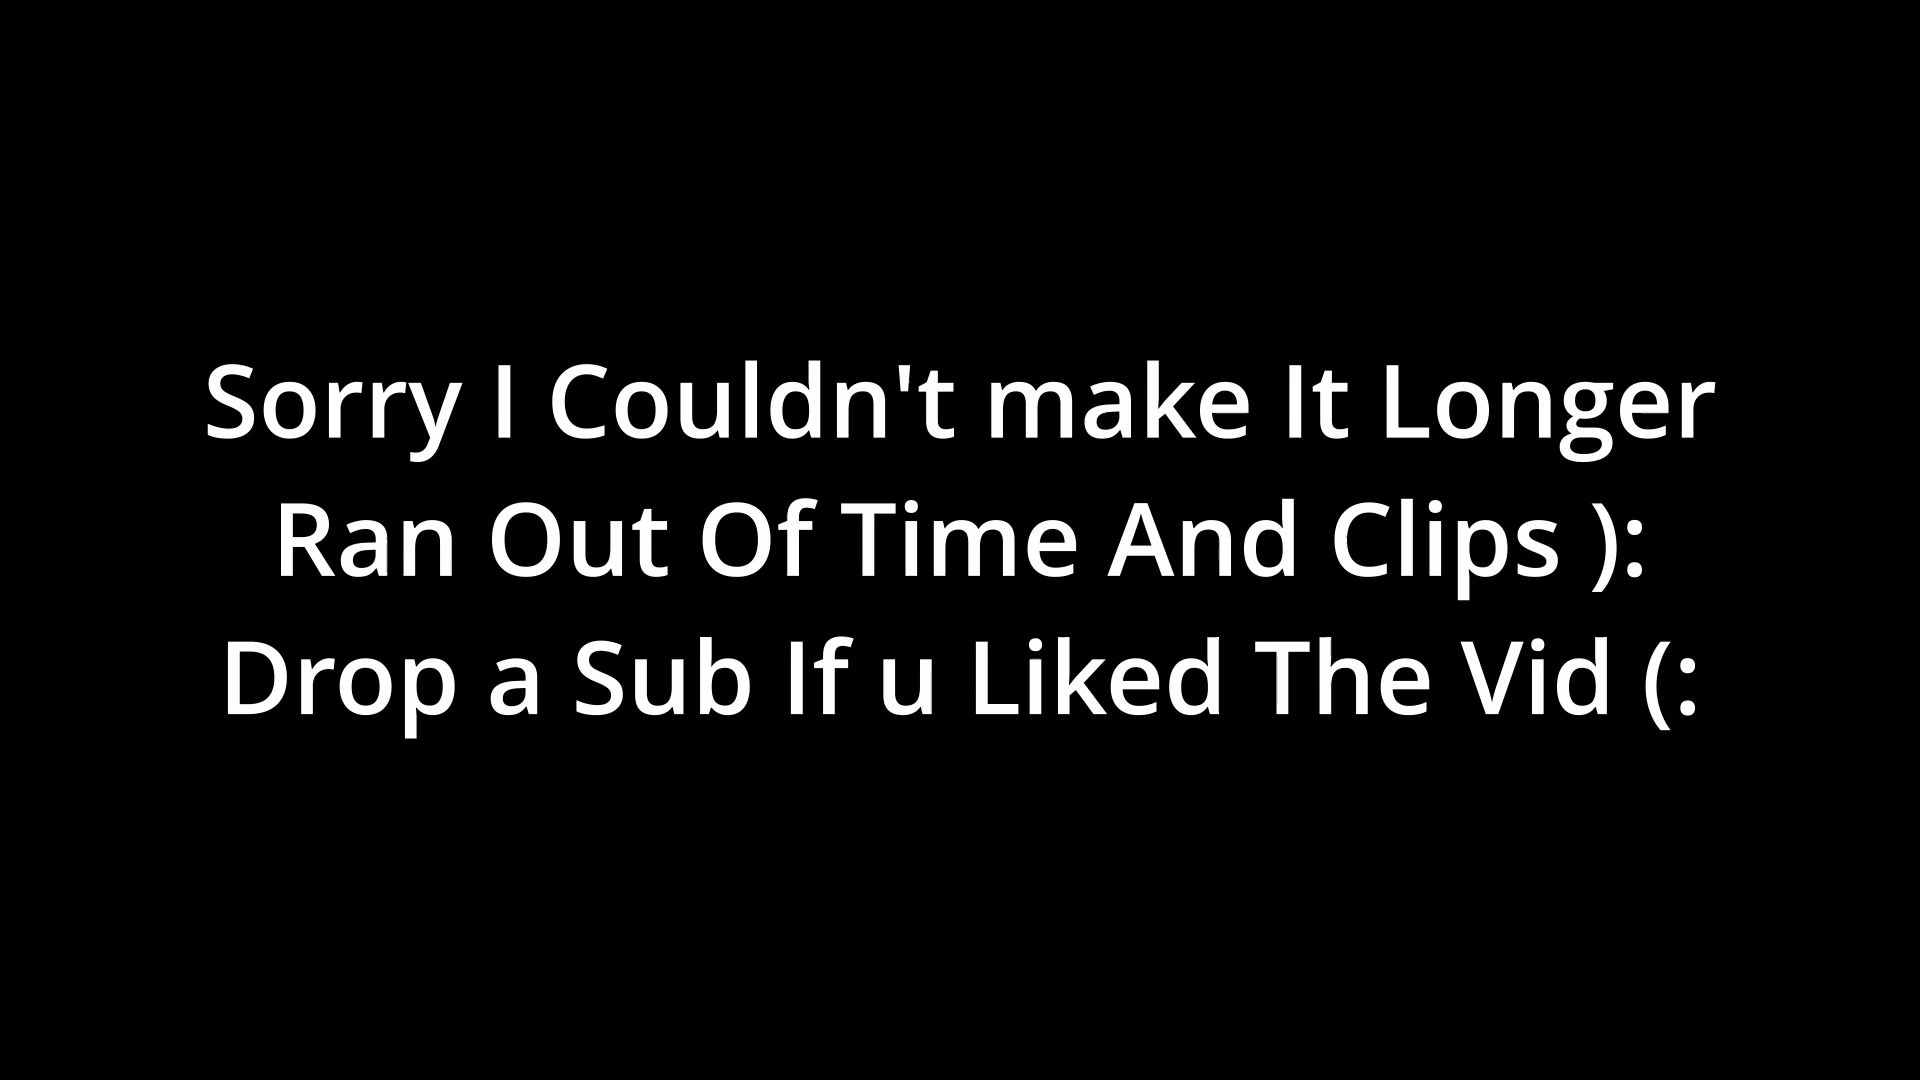 Sorry I Couldn't make It Longer
Ran Out Of Time And Clips ):
Drop a Sub If u Liked The Vid (: